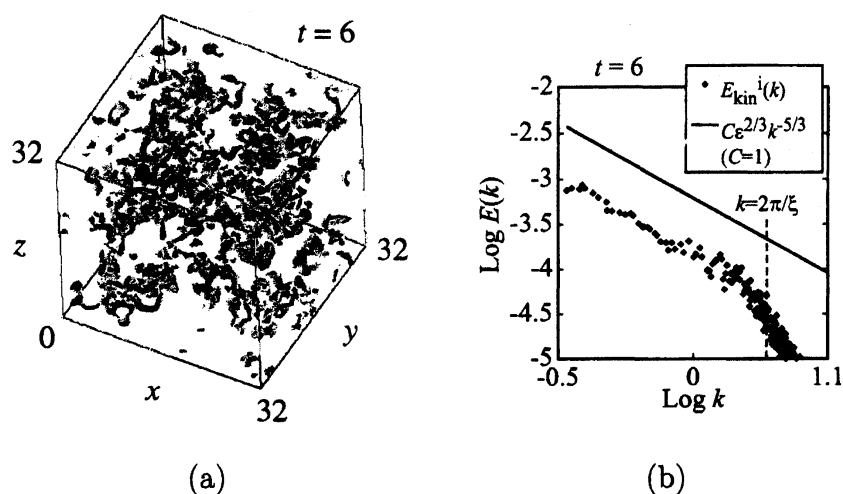 t = 6
32
z
0
x
32
y
32
(a)
t = 6
E_kin^i(k)
Cε^{2/3}k^{-5/3}
(C=1)
k=2π/ξ
Log E(k)
-2
-2.5
-3
-3.5
-4
-4.5
-5
-0.5
0
1.1
Log k
(b)